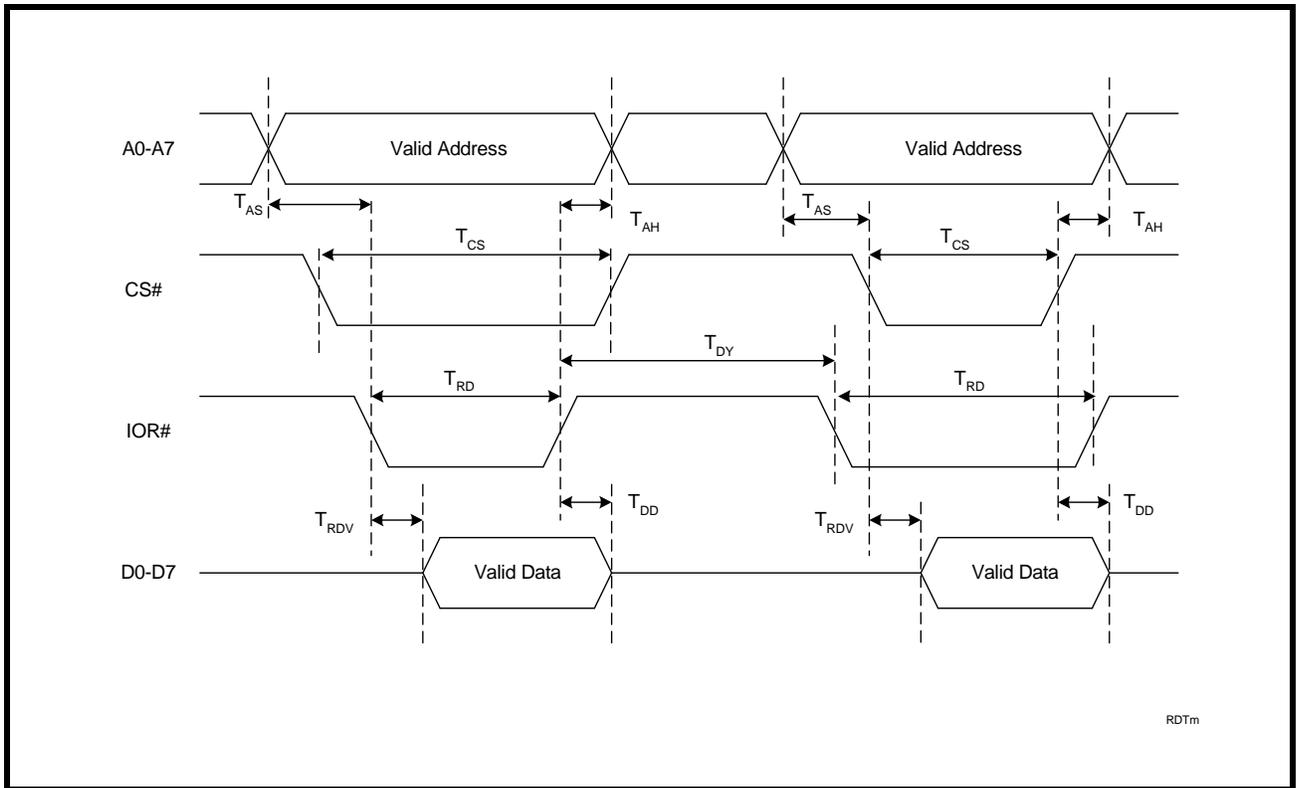 A0-A7
Valid Address
Valid Address
TAS
TAH
TAS
TAH
TCS
TCS
CS#
TDY
TRD
TRD
IOR#
TRDV
TDD
TRDV
TDD
D0-D7
Valid Data
Valid Data
RDTm